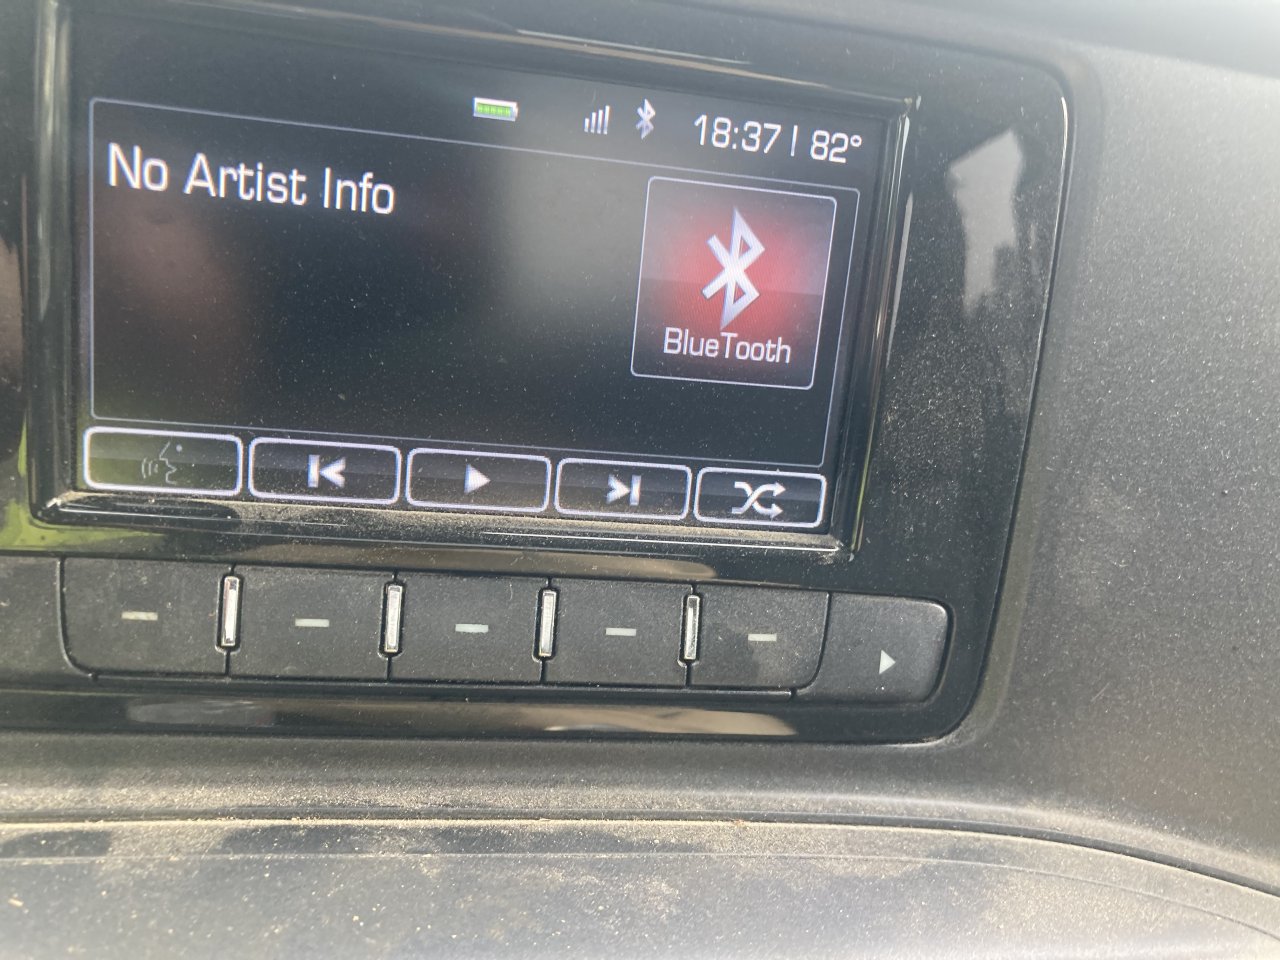 18:37 | 82°
No Artist Info
BlueTooth